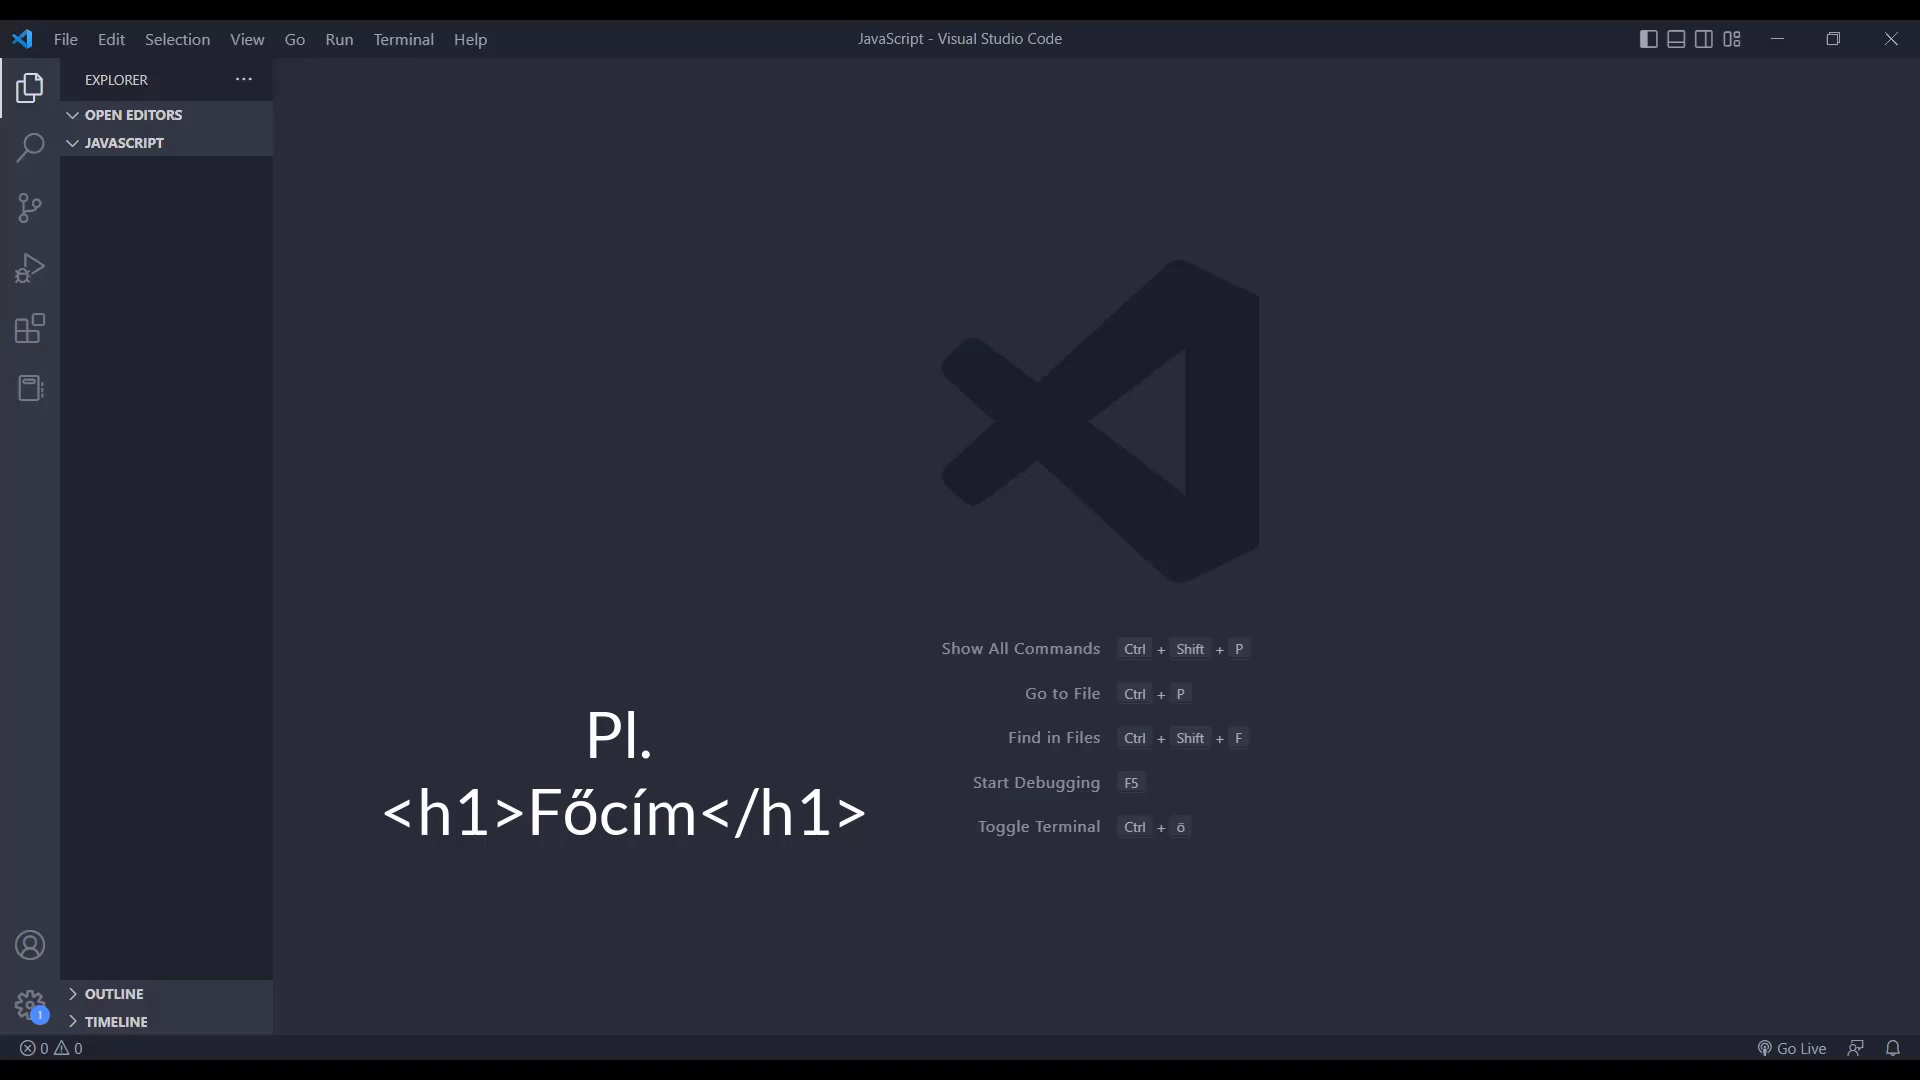 File Edit Selection View Go Run Terminal Help
JavaScript - Visual Studio Code
EXPLORER
OPEN EDITORS
JAVASCRIPT
Show All Commands Ctrl + Shift + P
Go to File Ctrl + P
Find in Files Ctrl + Shift + F
Start Debugging F5
Toggle Terminal Ctrl + ö
Pl.
<h1>Főcím</h1>
OUTLINE
1
TIMELINE
0 0
Go Live